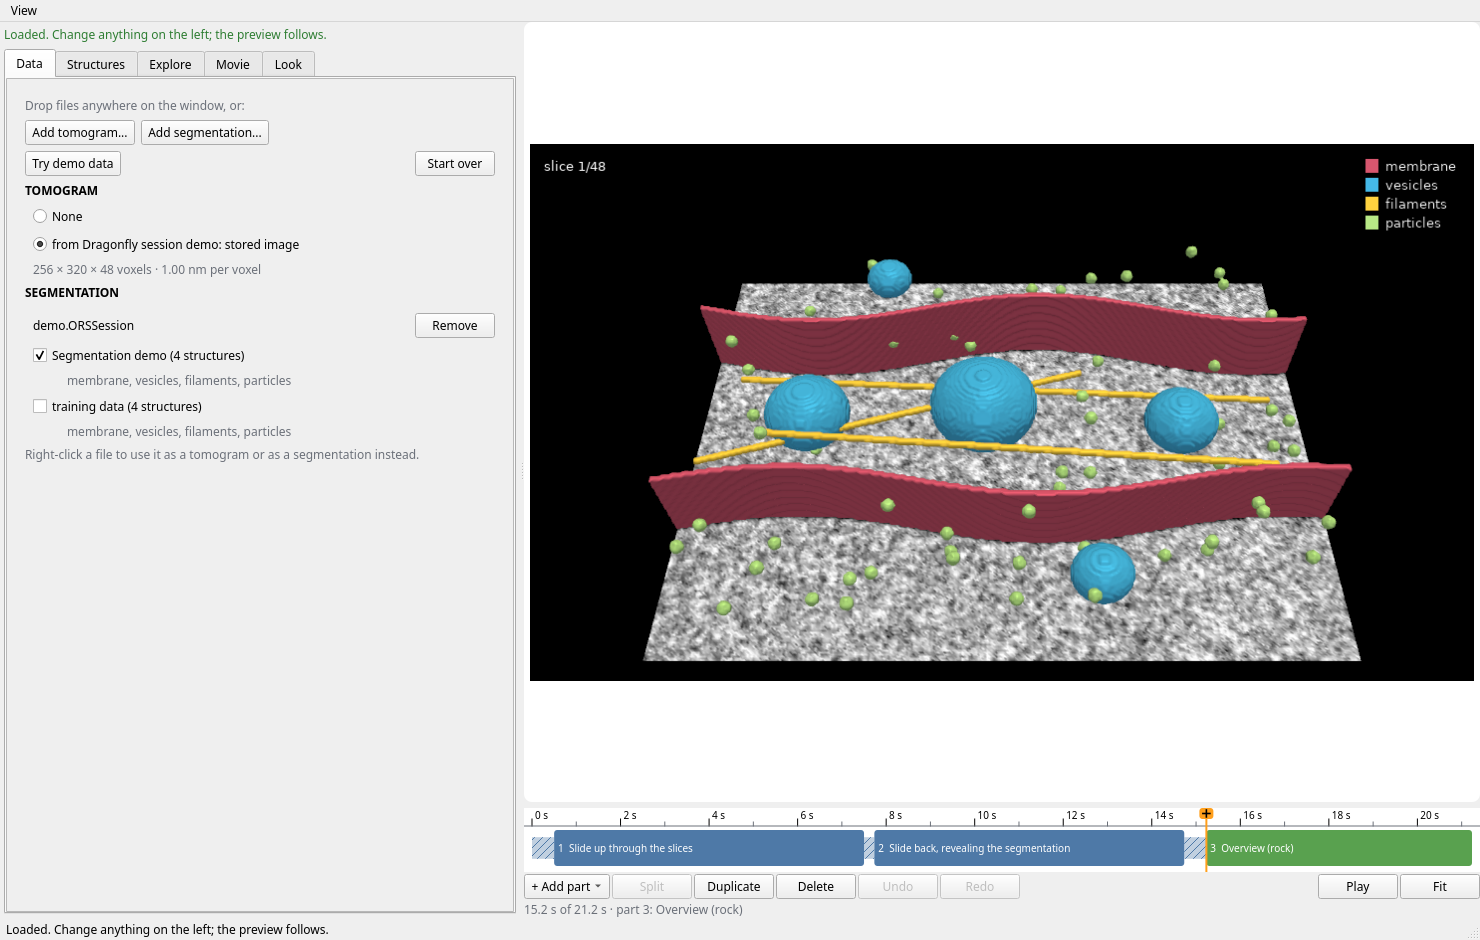 View
Loaded. Change anything on the left; the preview follows.
Data Structures Explore Movie Look
Drop files anywhere on the window, or:
Add tomogram... Add segmentation...
Try demo data Start over
TOMOGRAM
None
from Dragonfly session demo: stored image
256 × 320 × 48 voxels · 1.00 nm per voxel
SEGMENTATION
demo.ORSSession Remove
Segmentation demo (4 structures)
membrane, vesicles, filaments, particles
training data (4 structures)
membrane, vesicles, filaments, particles
Right-click a file to use it as a tomogram or as a segmentation instead.
slice 1/48
membrane
vesicles
filaments
particles
0 s 2 s 4 s 6 s 8 s 10 s 12 s 14 s 16 s 18 s 20 s
1 Slide up through the slices 2 Slide back, revealing the segmentation 3 Overview (rock)
+ Add part Split Duplicate Delete Undo Redo Play Fit
15.2 s of 21.2 s · part 3: Overview (rock)
Loaded. Change anything on the left; the preview follows.